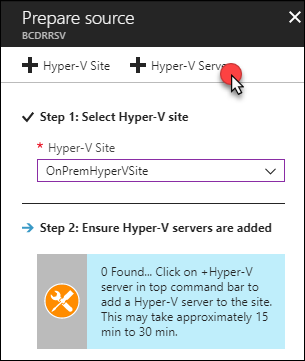 Prepare source
BCDRRSV
Hyper-V Site
Hyper-V Serv
Step 1: Select Hyper-V site
* Hyper-V Site
OnPremHyperVSite
Step 2: Ensure Hyper-V servers are added
0 Found... Click on +Hyper-V
server in top command bar to
add a Hyper-V server to the site.
This may take approximately 15
min to 30 min.